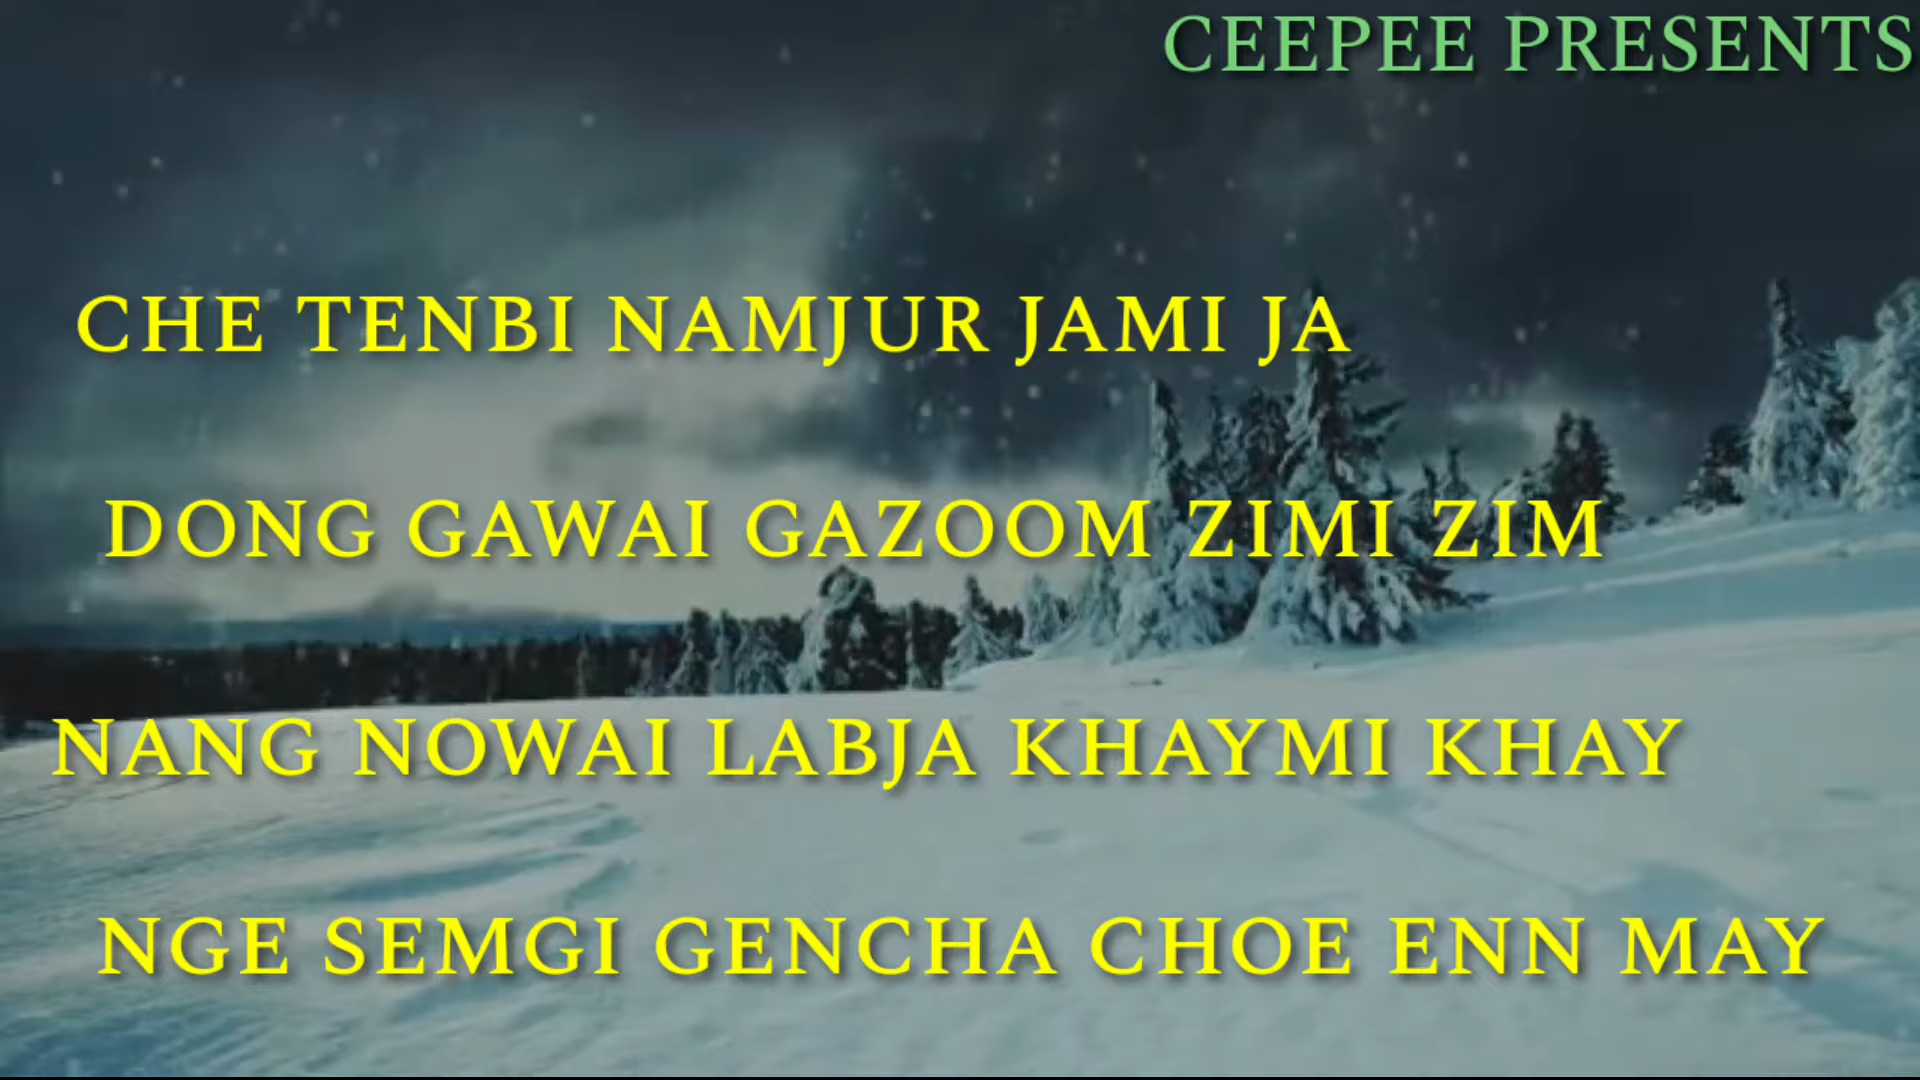 CEEPEE PRESENTS
CHE TENBI NAMJUR JAMI JA
DONG GAWAI GAZOOM ZIMI ZIM
NANG NOWAI LABJA KHAYMI KHAY
NGE SEMGI GENCHA CHOE ENN MAY